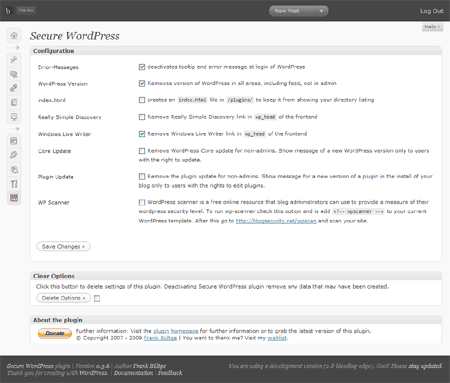 New Post
Log Out
Help
Secure WordPress
Configuration
Error-Messages
deactivates tooltip and error message at login of WordPress
WordPress Version
Removes version of WordPress in all areas, including feed, not in admin
index.html
creates an index.html file in /plugins/ to keep it from showing your directory listing
Really Simple Discovery
Remove Really Simple Discovery link in wp_head of the frontend
Windows Live Writer
Remove Windows Live Writer link in wp_head of the frontend
Core Update
Remove WordPress Core update for non-admins. Show message of a new WordPress version only to users
with the right to update.
Plugin Update
Remove the plugin update for non-admins. Show message for a new version of a plugin in the install of your
blog only to users with the rights to edit plugins.
WP Scanner
WordPress scanner is a free online resource that blog administrators can use to provide a measure of their
wordpress security level. To run wp-scanner check this option and is add <!-- wpscanner --> to your current
WordPress template. After this go to http://blogsecurity.net/wpscan and scan your site.
Save Changes »
Clear Options
Click this button to delete settings of this plugin. Deactivating Secure WordPress plugin remove any data that may have been created.
Delete Options »
About the plugin
Donate
Further information: Visit the plugin homepage for further information or to grab the latest version of this plugin.
© Copyright 2007 - 2009 Frank Bültge | You want to thank me? Visit my wishlist.
Secure WordPress plugin | Version 0.3.6 | Author Frank Bültge
Thank you for creating with WordPress. | Documentation | Feedback
You are using a development version (2.8-bleeding-edge). Cool! Please stay updated.